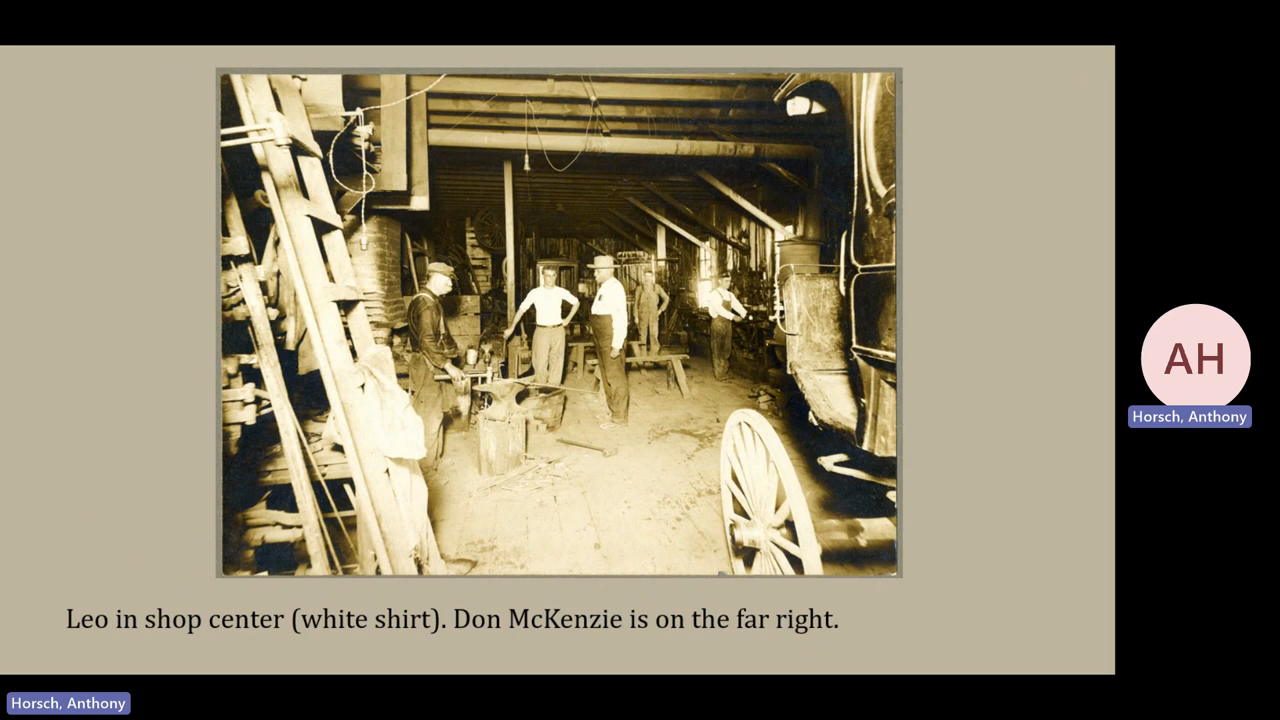 AH
Horsch, Anthony
Leo in shop center (white shirt). Don McKenzie is on the far right.
Horsch, Anthony